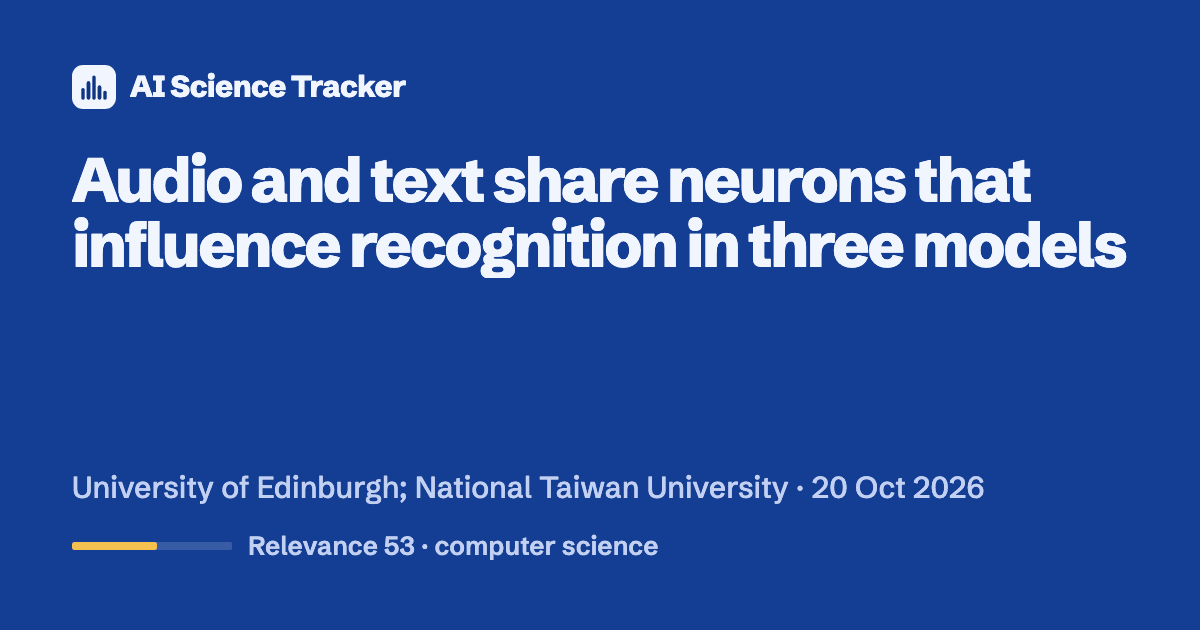 AI Science Tracker
Audio and text share neurons that
influence recognition in three models
University of Edinburgh; National Taiwan University · 20 Oct 2026
Relevance 53 · computer science